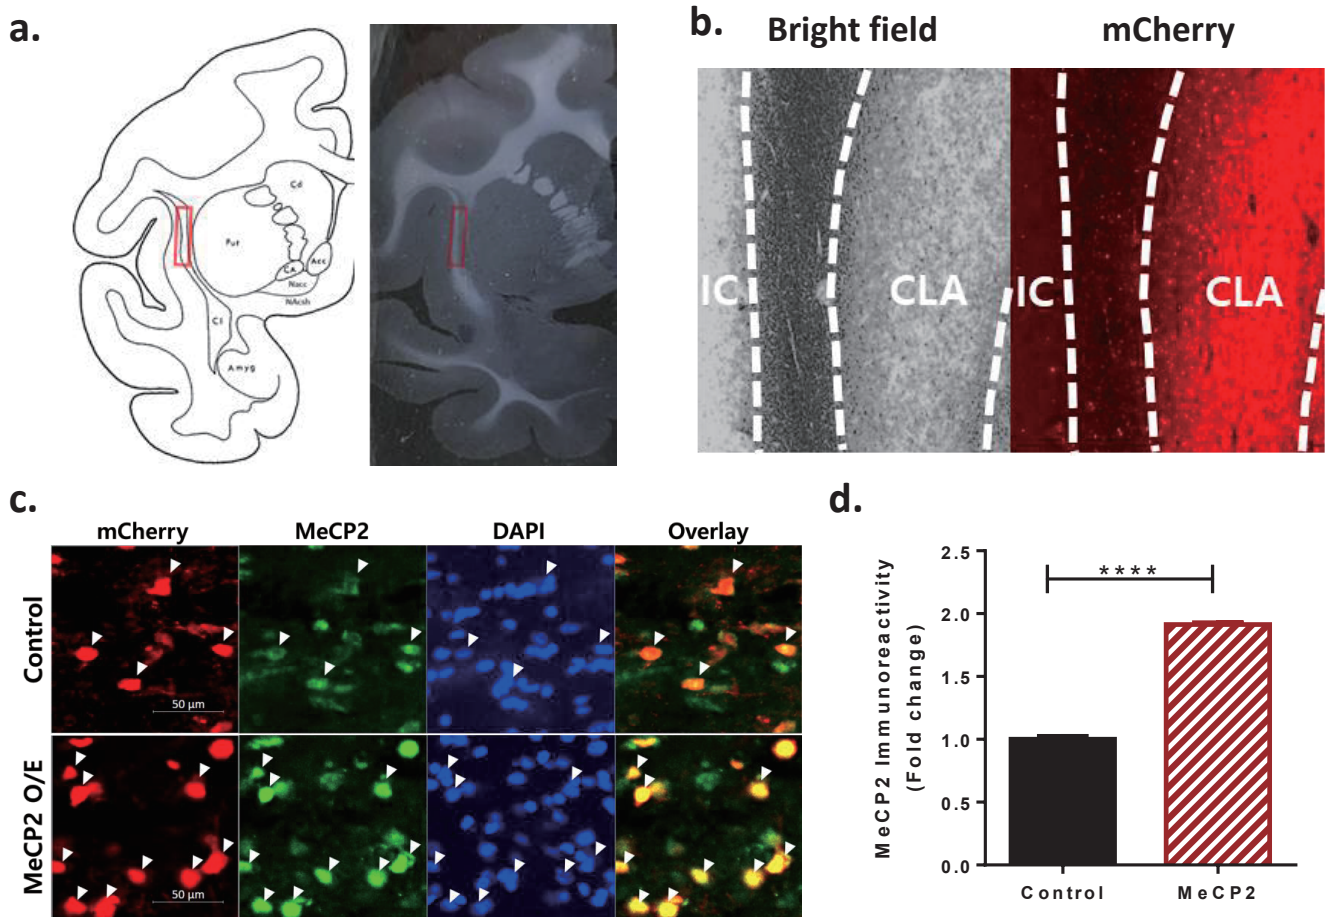 a.
Cd
Put
CA
Acc
Nacc
NAcsh
Cl
Amyg
b.
Bright field
mCherry
IC
CLA
IC
CLA
c.
mCherry
MeCP2
DAPI
Overlay
Control
50 µm
MeCP2 O/E
50 µm
d.
MeCP2 Immunoreactivity
(Fold change)
2.5
2.0
1.5
1.0
0.5
0.0
****
Control
MeCP2